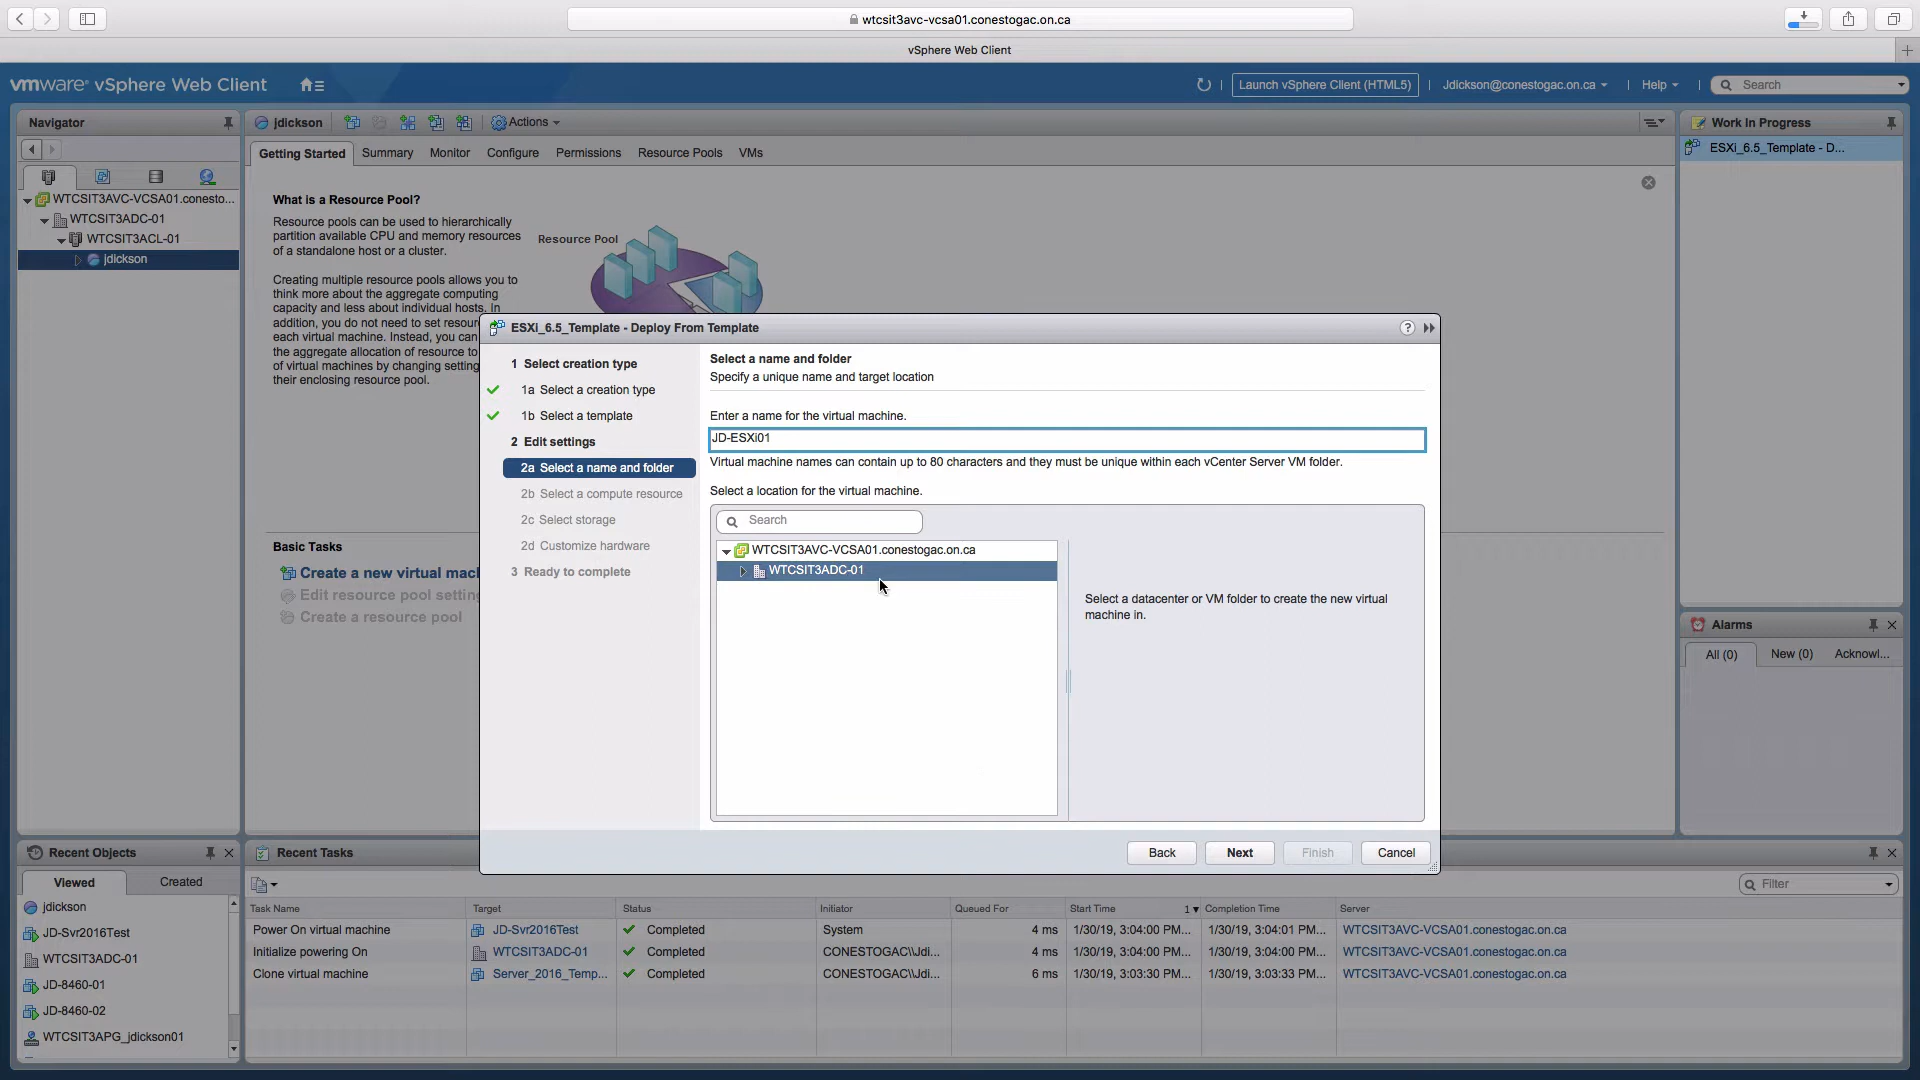 wtcsit3avc-vcsa01.conestogac.on.ca
vSphere Web Client
vmware® vSphere Web Client
Launch vSphere Client (HTML5)
Jdickson@conestogac.on.ca
Help
Search
Navigator
WTCSIT3AVC-VCSA01.conesto...
WTCSIT3ADC-01
WTCSIT3ACL-01
jdickson
jdickson
Actions
Getting Started
Summary
Monitor
Configure
Permissions
Resource Pools
VMs
What is a Resource Pool?
Resource pools can be used to hierarchically
partition available CPU and memory resources
of a standalone host or a cluster.
Creating multiple resource pools allows you to
think more about the aggregate computing
capacity and less about individual hosts. In
addition, you do not need to set resour
each virtual machine. Instead, you can
the aggregate allocation of resource to
of virtual machines by changing setting
their enclosing resource pool.
Resource Pool
Basic Tasks
Create a new virtual mach
Edit resource pool setting
Create a resource pool
Work In Progress
ESXi_6.5_Template - D...
ESXi_6.5_Template - Deploy From Template
1 Select creation type
1a Select a creation type
1b Select a template
2 Edit settings
2a Select a name and folder
2b Select a compute resource
2c Select storage
2d Customize hardware
3 Ready to complete
Select a name and folder
Specify a unique name and target location
Enter a name for the virtual machine.
JD-ESXi01
Virtual machine names can contain up to 80 characters and they must be unique within each vCenter Server VM folder.
Select a location for the virtual machine.
Search
WTCSIT3AVC-VCSA01.conestogac.on.ca
WTCSIT3ADC-01
Select a datacenter or VM folder to create the new virtual
machine in.
Back
Next
Finish
Cancel
Alarms
All (0)
New (0)
Acknowl...
Recent Objects
Viewed
Created
jdickson
JD-Svr2016Test
WTCSIT3ADC-01
JD-8460-01
JD-8460-02
WTCSIT3APG_jdickson01
Recent Tasks
Filter
Task Name Target Status Initiator Queued For Start Time 1 Completion Time Server
Power On virtual machine JD-Svr2016Test Completed System 4 ms 1/30/19, 3:04:00 PM... 1/30/19, 3:04:01 PM... WTCSIT3AVC-VCSA01.conestogac.on.ca
Initialize powering On WTCSIT3ADC-01 Completed CONESTOGAC\\Jdi... 4 ms 1/30/19, 3:04:00 PM... 1/30/19, 3:04:00 PM... WTCSIT3AVC-VCSA01.conestogac.on.ca
Clone virtual machine Server_2016_Temp... Completed CONESTOGAC\\Jdi... 6 ms 1/30/19, 3:03:30 PM... 1/30/19, 3:03:33 PM... WTCSIT3AVC-VCSA01.conestogac.on.ca